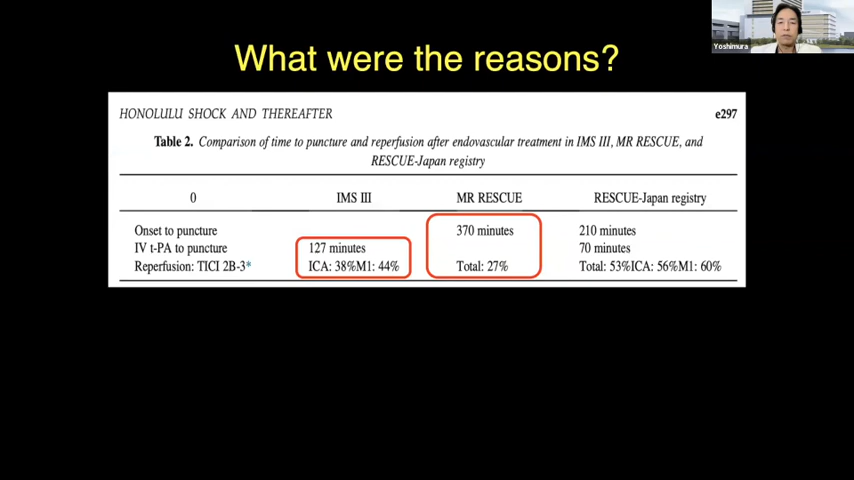 Yoshimura
What were the reasons?
HONOLULU SHOCK AND THEREAFTER e297
Table 2. Comparison of time to puncture and reperfusion after endovascular treatment in IMS III, MR RESCUE, and
RESCUE-Japan registry
0 IMS III MR RESCUE RESCUE-Japan registry
Onset to puncture 370 minutes 210 minutes
IV t-PA to puncture 127 minutes 70 minutes
Reperfusion: TICI 2B-3* ICA: 38%M1: 44% Total: 27% Total: 53%ICA: 56%M1: 60%